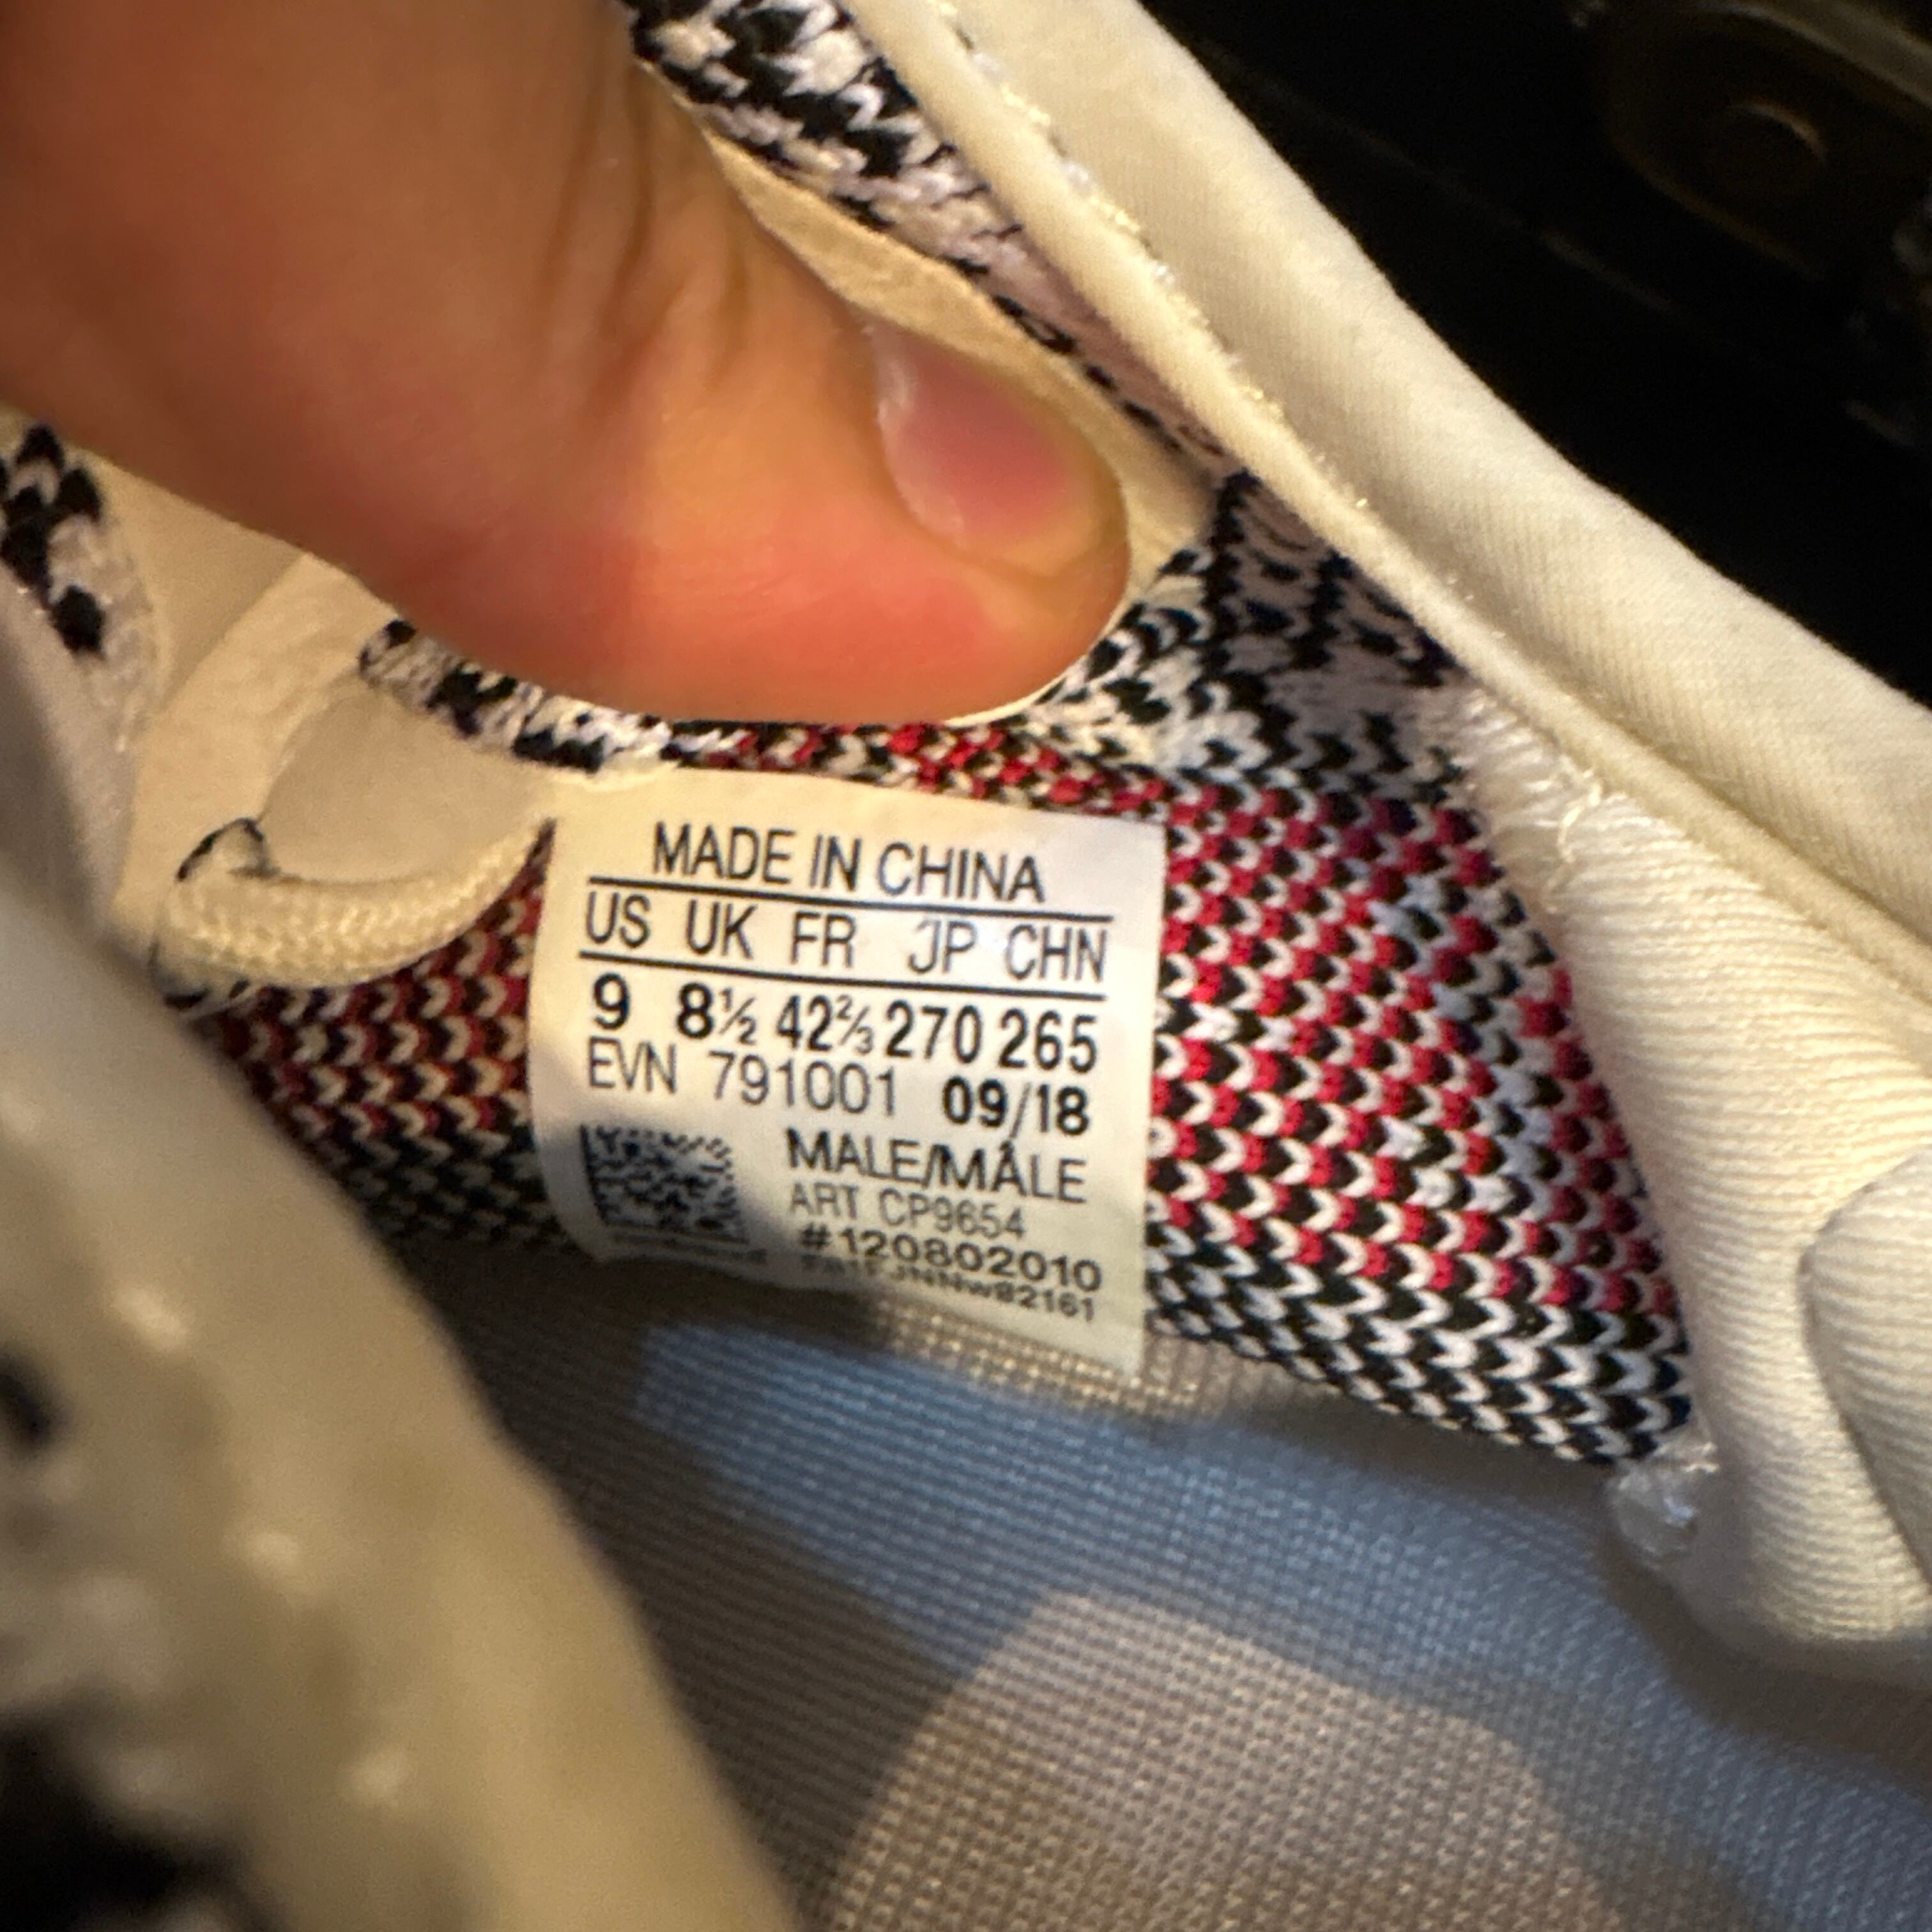 MADE IN CHINA
US UK FR JP CHN
9 8½ 42⅔ 270 265
EVN 791001 09/18
MALE/MÂLE
ART CP9654
#120802010